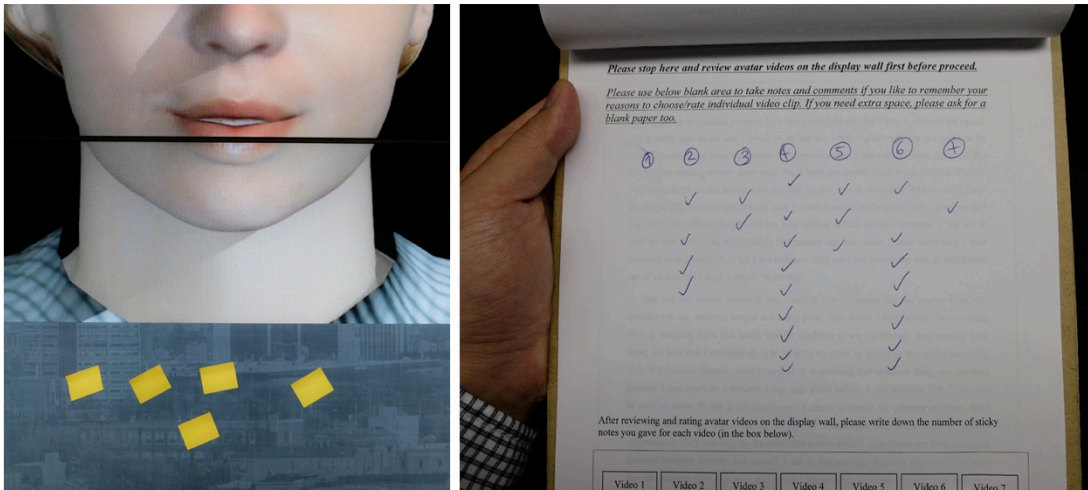 Please stop here and review avatar videos on the display wall first before proceed.
Please use below blank area to take notes and comments if you like to remember your
reasons to choose/rate individual video clip. If you need extra space, please ask for a
blank paper too.
1 2 3 4 5 6 7
After reviewing and rating avatar videos on the display wall, please write down the number of sticky
notes you gave for each video (in the box below).
Video 1 Video 2 Video 3 Video 4 Video 5 Video 6 Video 7